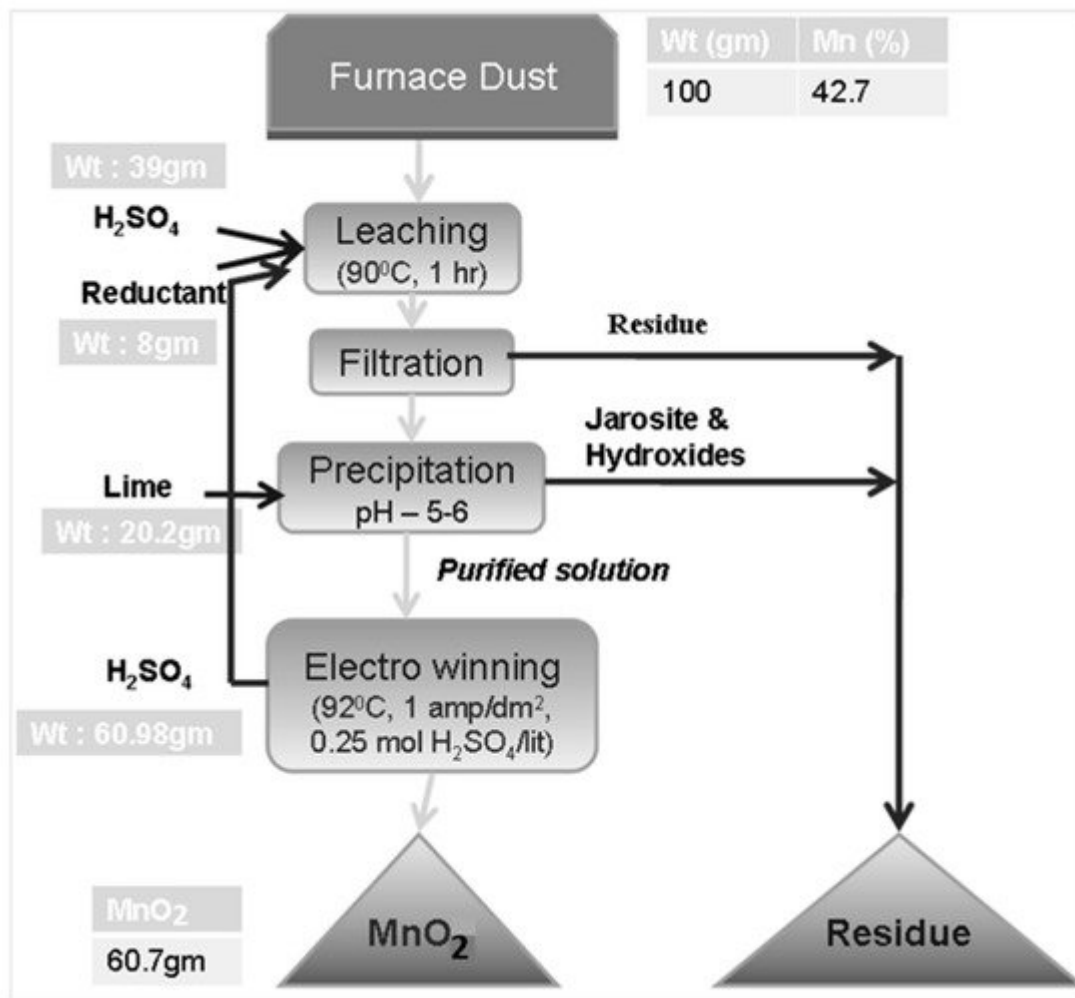 Furnace Dust
Wt (gm) Mn (%)
100 42.7
Wt : 39gm
H₂SO₄
Leaching
(90⁰C, 1 hr)
Reductant
Wt : 8gm
Filtration
Residue
Jarosite &
Hydroxides
Precipitation
pH – 5-6
Lime
Wt : 20.2gm
Purified solution
H₂SO₄
Wt : 60.98gm
Electro winning
(92⁰C, 1 amp/dm²,
0.25 mol H₂SO₄/lit)
MnO₂
60.7gm
MnO₂
Residue